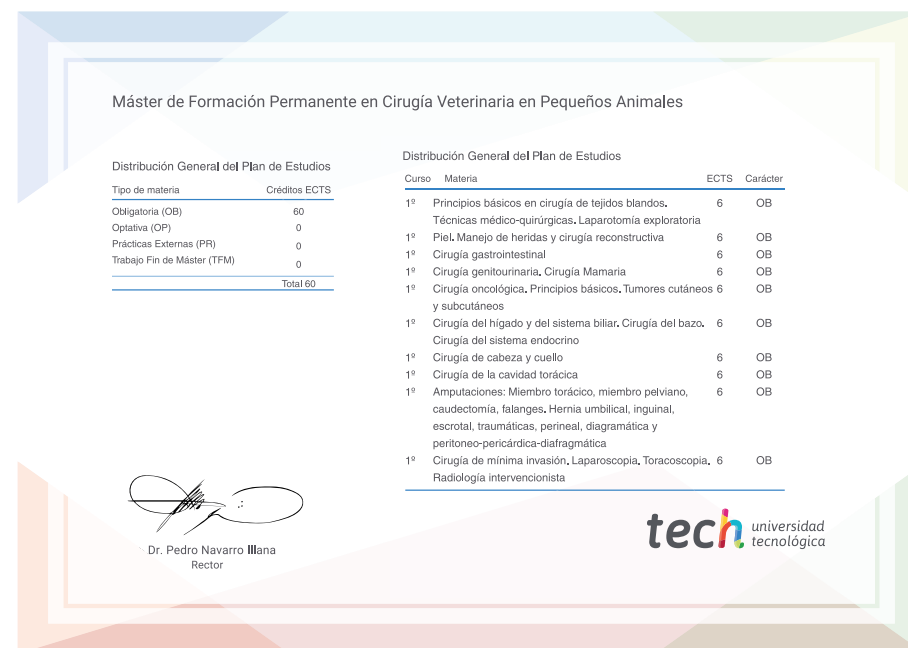 Máster de Formación Permanente en Cirugía Veterinaria en Pequeños Animales
Distribución General del Plan de Estudios
Tipo de materia Créditos ECTS
Obligatoria (OB) 60
Optativa (OP) 0
Prácticas Externas (PR) 0
Trabajo Fin de Máster (TFM) 0
Total 60
Distribución General del Plan de Estudios
Curso Materia ECTS Carácter
1º Principios básicos en cirugía de tejidos blandos. 6 OB
Técnicas médico-quirúrgicas. Laparotomía exploratoria
1º Piel. Manejo de heridas y cirugía reconstructiva 6 OB
1º Cirugía gastrointestinal 6 OB
1º Cirugía genitourinaria. Cirugía Mamaria 6 OB
1º Cirugía oncológica. Principios básicos. Tumores cutáneos 6 OB
y subcutáneos
1º Cirugía del hígado y del sistema biliar. Cirugía del bazo. 6 OB
Cirugía del sistema endocrino
1º Cirugía de cabeza y cuello 6 OB
1º Cirugía de la cavidad torácica 6 OB
1º Amputaciones: Miembro torácico, miembro pelviano, 6 OB
caudectomía, falanges. Hernia umbilical, inguinal,
escrotal, traumáticas, perineal, diagramática y
peritoneo-pericárdica-diafragmática
1º Cirugía de mínima invasión. Laparoscopia. Toracoscopia. 6 OB
Radiología intervencionista
Dr. Pedro Navarro Illana
Rector
tech universidad
tecnológica